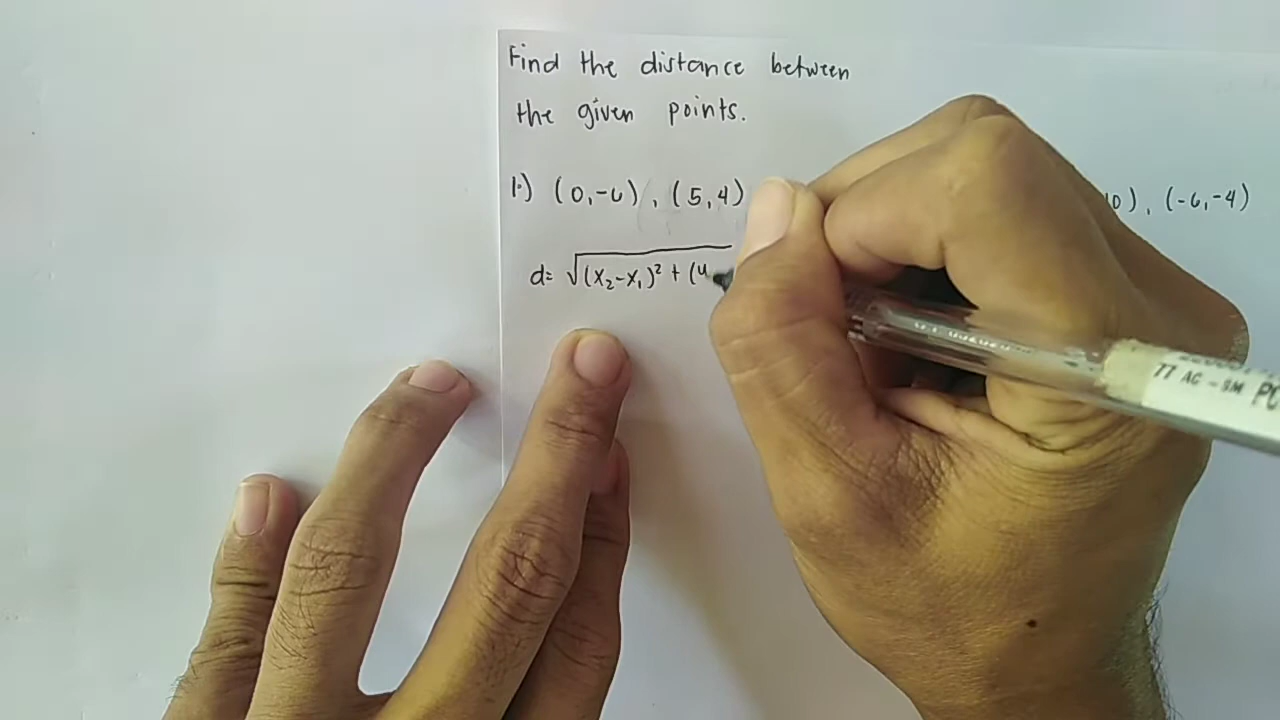 Find the distance between
the given points.
1.) (0,-6), (5,4)
10), (-6,-4)
d= √(x₂-x₁)² + (y
77 AC - SM PC